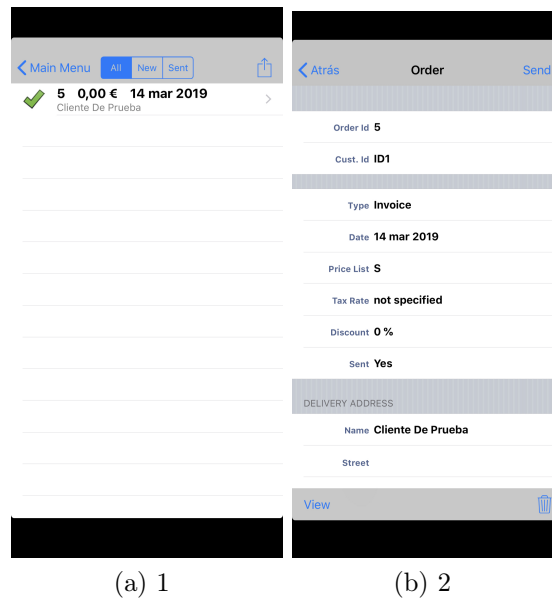 Main Menu All New Sent
5 0,00 € 14 mar 2019
Cliente De Prueba
(a) 1
Atrás Order Send
Order Id 5
Cust. Id ID1
Type Invoice
Date 14 mar 2019
Price List S
Tax Rate not specified
Discount 0 %
Sent Yes
DELIVERY ADDRESS
Name Cliente De Prueba
Street
View
(b) 2